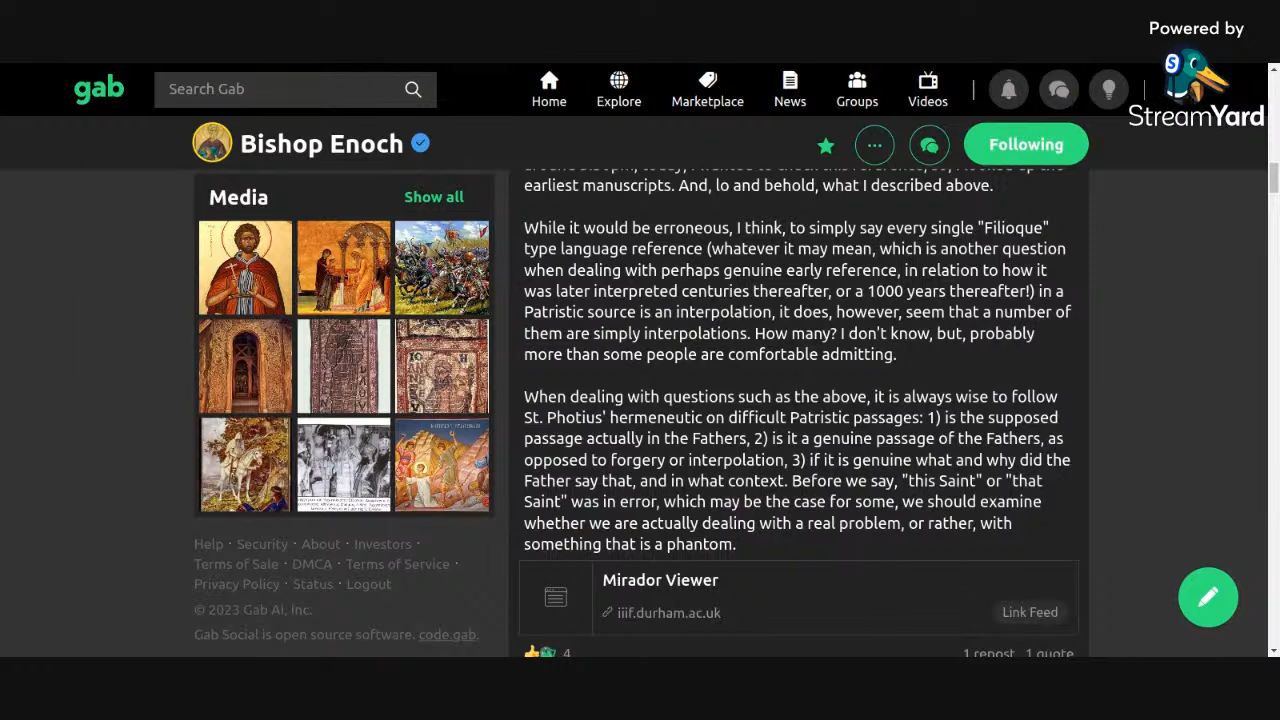 Powered by
StreamYard
gab
Search Gab
Home
Explore
Marketplace
News
Groups
Videos
Bishop Enoch
Following
Media
Show all
earliest manuscripts. And, lo and behold, what I described above.
While it would be erroneous, I think, to simply say every single "Filioque"
type language reference (whatever it may mean, which is another question
when dealing with perhaps genuine early reference, in relation to how it
was later interpreted centuries thereafter, or a 1000 years thereafter!) in a
Patristic source is an interpolation, it does, however, seem that a number of
them are simply interpolations. How many? I don't know, but, probably
more than some people are comfortable admitting.
When dealing with questions such as the above, it is always wise to follow
St. Photius' hermeneutic on difficult Patristic passages: 1) is the supposed
passage actually in the Fathers, 2) is it a genuine passage of the Fathers, as
opposed to forgery or interpolation, 3) if it is genuine what and why did the
Father say that, and in what context. Before we say, "this Saint" or "that
Saint" was in error, which may be the case for some, we should examine
whether we are actually dealing with a real problem, or rather, with
something that is a phantom.
Mirador Viewer
iiif.durham.ac.uk
Link Feed
4
1 repost 1 quote
Help · Security · About · Investors ·
Terms of Sale · DMCA · Terms of Service ·
Privacy Policy · Status · Logout
© 2023 Gab AI, Inc.
Gab Social is open source software. code.gab.